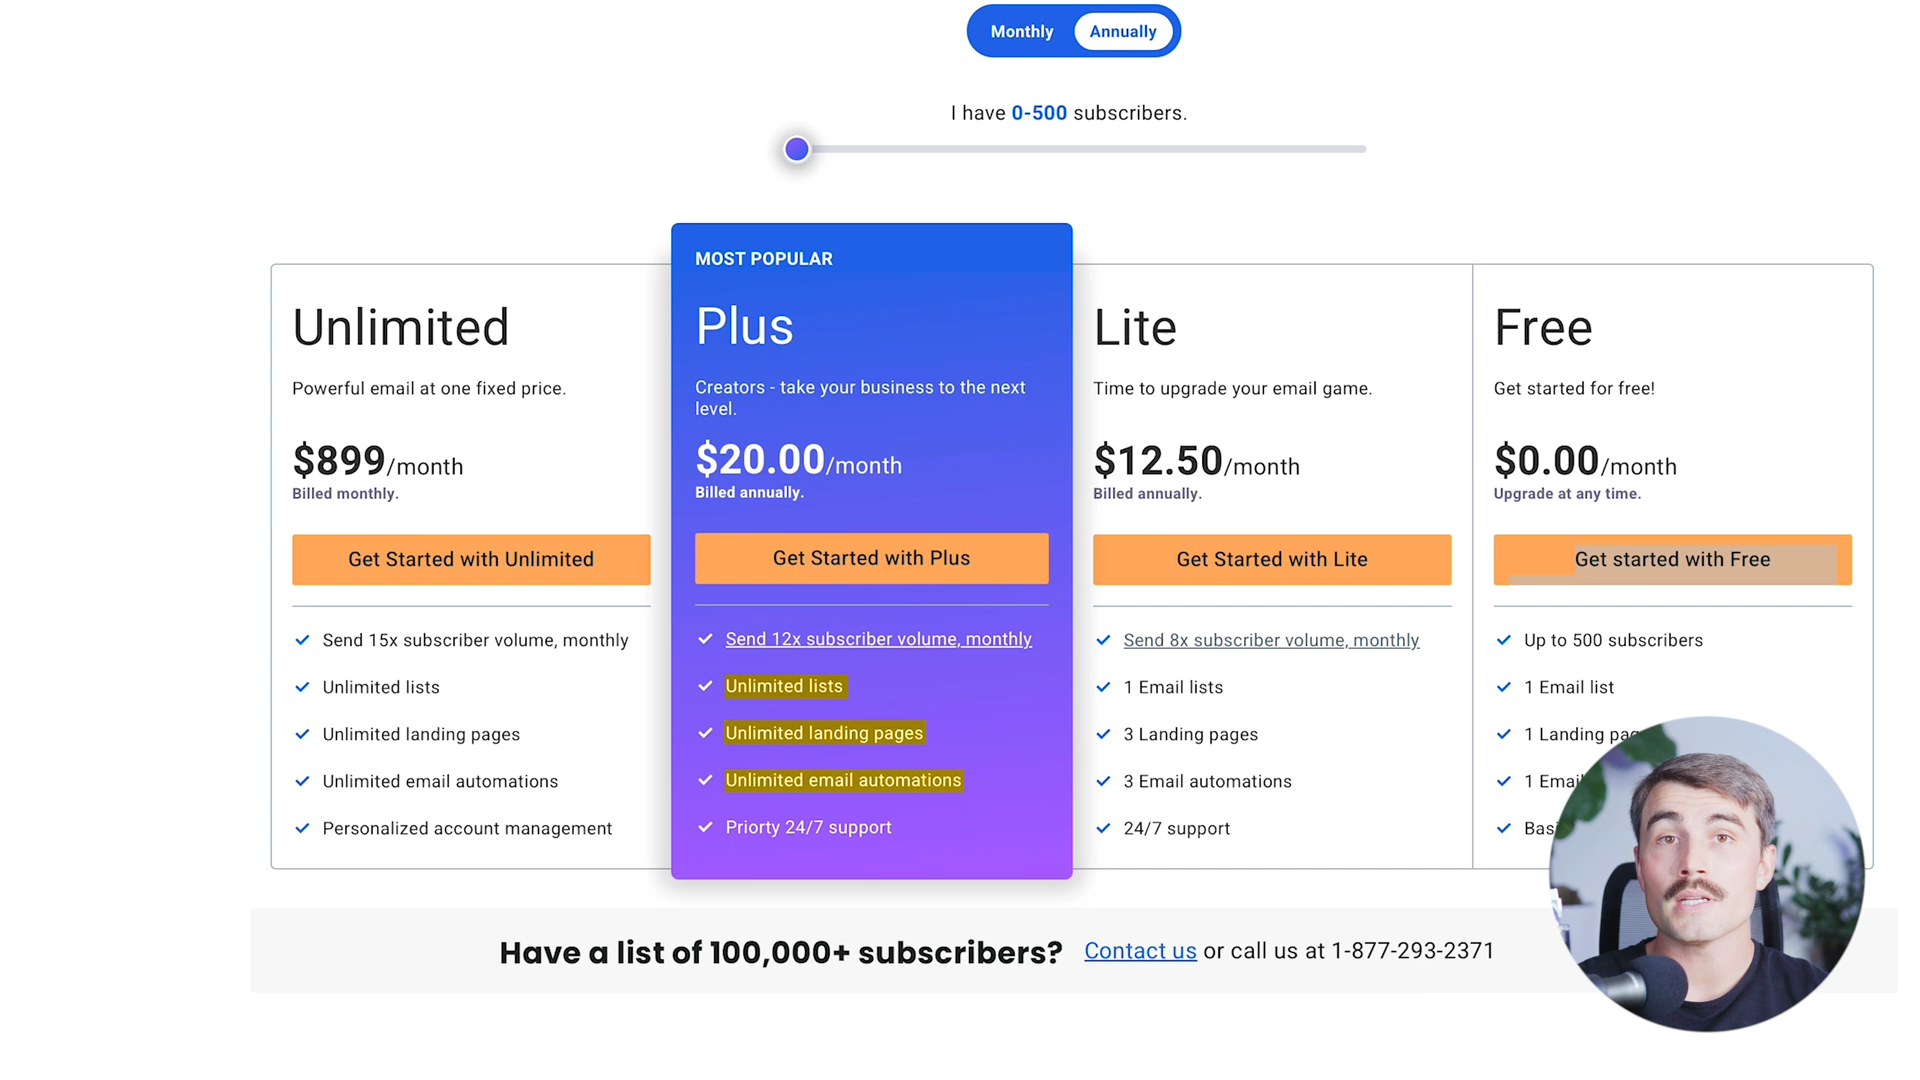 Monthly
Annually
I have 0-500 subscribers.
Unlimited
Powerful email at one fixed price.
$899/month
Billed monthly.
Get Started with Unlimited
Send 15x subscriber volume, monthly
Unlimited lists
Unlimited landing pages
Unlimited email automations
Personalized account management
MOST POPULAR
Plus
Creators - take your business to the next
level.
$20.00/month
Billed annually.
Get Started with Plus
Send 12x subscriber volume, monthly
Unlimited lists
Unlimited landing pages
Unlimited email automations
Priorty 24/7 support
Lite
Time to upgrade your email game.
$12.50/month
Billed annually.
Get Started with Lite
Send 8x subscriber volume, monthly
1 Email lists
3 Landing pages
3 Email automations
24/7 support
Free
Get started for free!
$0.00/month
Upgrade at any time.
Get started with Free
Up to 500 subscribers
1 Email list
1 Landing
1
Have a list of 100,000+ subscribers? Contact us or call us at 1-877-293-2371